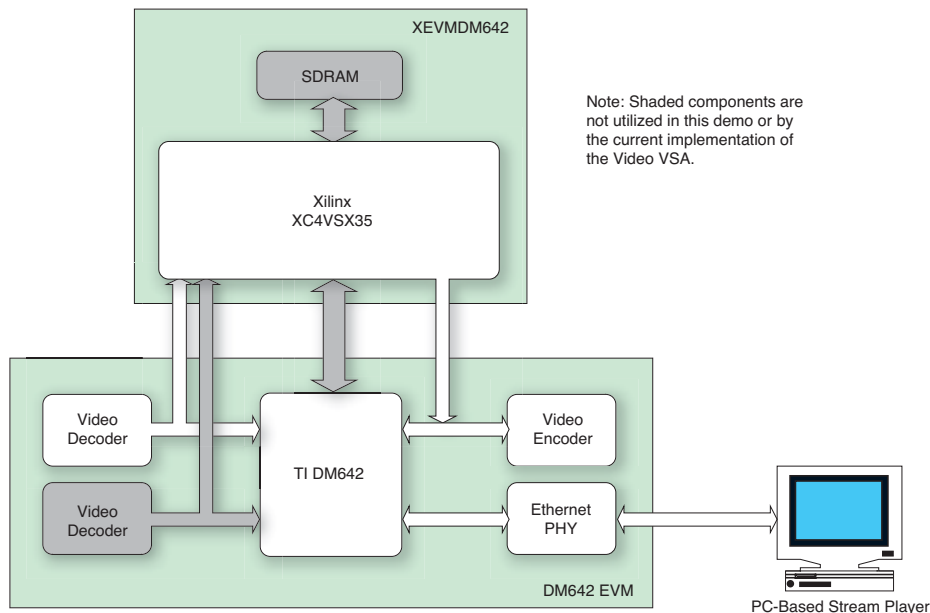 XEVMDM642
SDRAM
Note: Shaded components are
not utilized in this demo or by
the current implementation of
the Video VSA.
Xilinx
XC4VSX35
Video
Decoder
TI DM642
Video
Encoder
Video
Decoder
Ethernet
PHY
DM642 EVM
PC-Based Stream Player